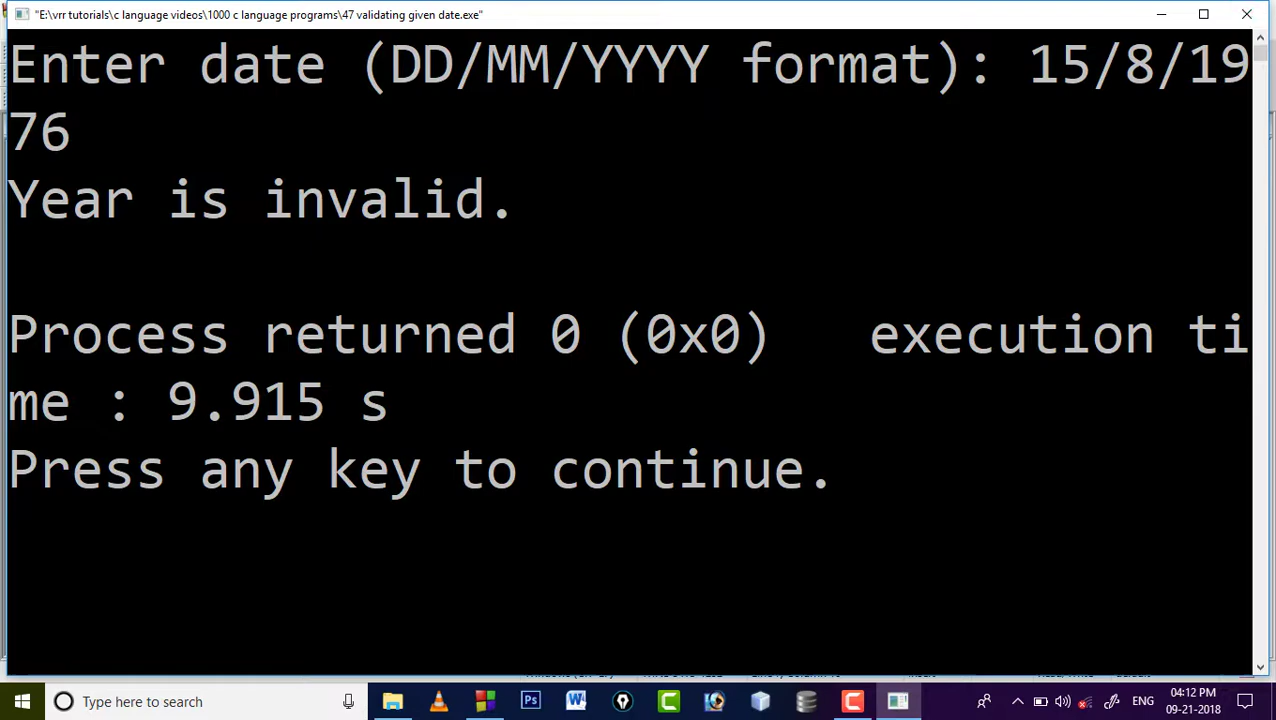 "E:\vrr tutorials\c language videos\1000 c language programs\47 validating given date.exe"
Enter date (DD/MM/YYYY format): 15/8/19
76
Year is invalid.
Process returned 0 (0x0)   execution ti
me : 9.915 s
Press any key to continue.
Type here to search
Ps
ENG
04:12 PM
09-21-2018